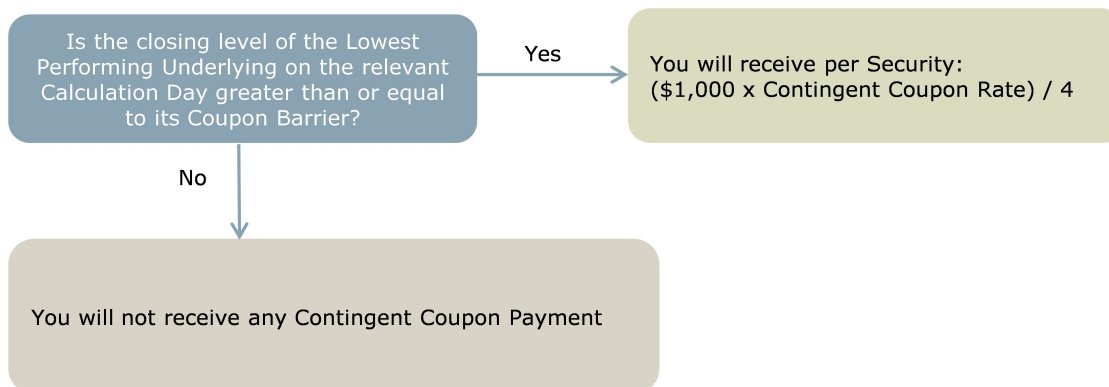 Is the closing level of the Lowest
Performing Underlying on the relevant
Calculation Day greater than or equal
to its Coupon Barrier?
Yes
You will receive per Security:
($1,000 x Contingent Coupon Rate) / 4
No
You will not receive any Contingent Coupon Payment